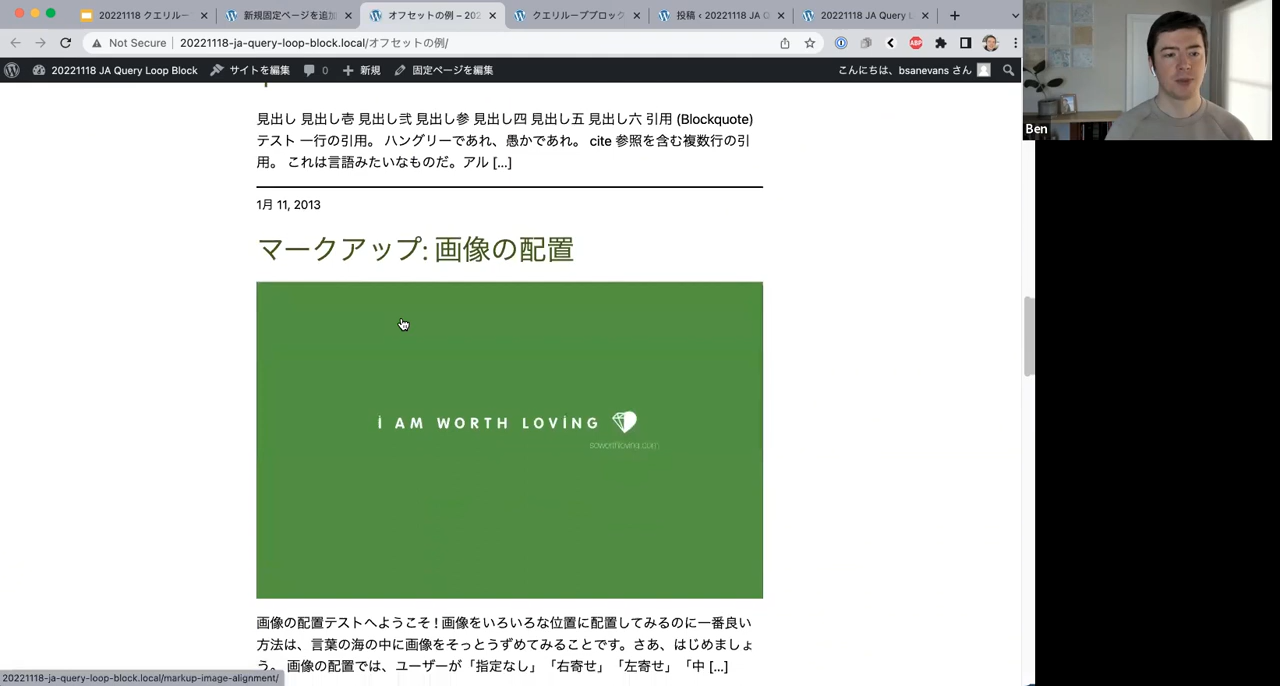 20221118 クエリルー
新規固定ページを追加
オフセットの例 – 202
クエリループブロック
投稿 ‹ 20221118 JA Q
20221118 JA Query L
Not Secure
20221118-ja-query-loop-block.local/オフセットの例/
ABP
20221118 JA Query Loop Block
サイトを編集
0
新規
固定ページを編集
こんにちは、bsanevans さん
Ben
見出し 見出し壱 見出し弐 見出し参 見出し四 見出し五 見出し六 引用 (Blockquote)
テスト 一行の引用。 ハングリーであれ、愚かであれ。 cite 参照を含む複数行の引
用。 これは言語みたいなものだ。アル [...]
1月 11, 2013
マークアップ: 画像の配置
i AM WORTH LOViNG
soworthloving.com
画像の配置テストへようこそ ! 画像をいろいろな位置に配置してみるのに一番良い
方法は、言葉の海の中に画像をそっとうずめてみることです。さあ、はじめましょ
う。 画像の配置では、ユーザーが「指定なし」「右寄せ」「左寄せ」「中 [...]
20221118-ja-query-loop-block.local/markup-image-alignment/